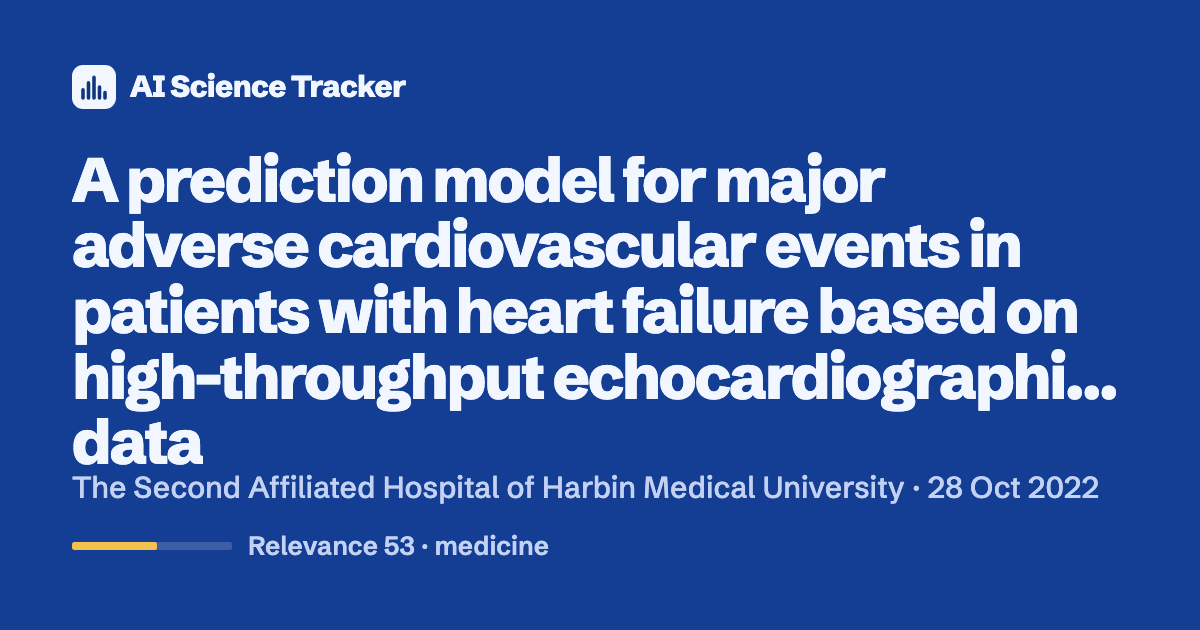 AI Science Tracker
A prediction model for major
adverse cardiovascular events in
patients with heart failure based on
high-throughput echocardiographi...
data
The Second Affiliated Hospital of Harbin Medical University · 28 Oct 2022
Relevance 53 · medicine